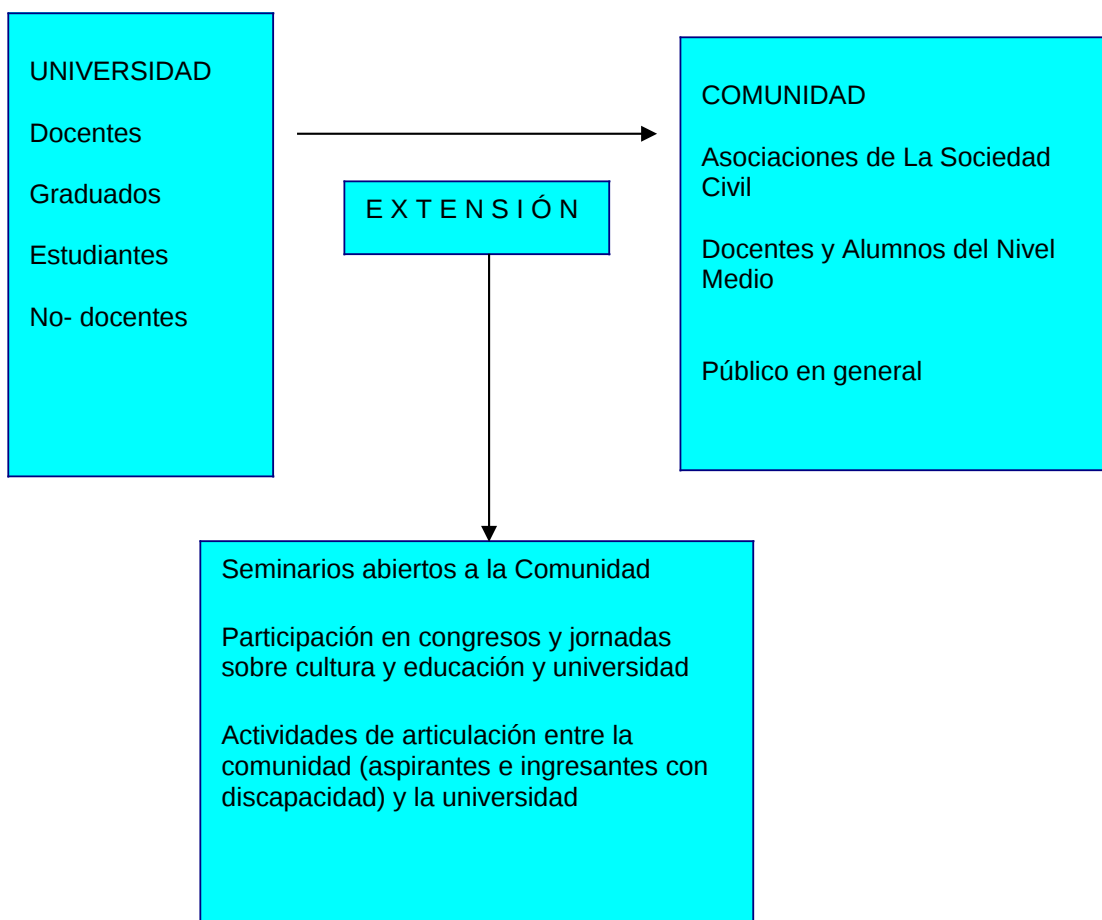 UNIVERSIDAD
Docentes
Graduados
Estudiantes
No- docentes
E X T E N S I Ó N
COMUNIDAD
Asociaciones de La Sociedad
Civil
Docentes y Alumnos del Nivel
Medio
Público en general
Seminarios abiertos a la Comunidad
Participación en congresos y jornadas
sobre cultura y educación y universidad
Actividades de articulación entre la
comunidad (aspirantes e ingresantes con
discapacidad) y la universidad